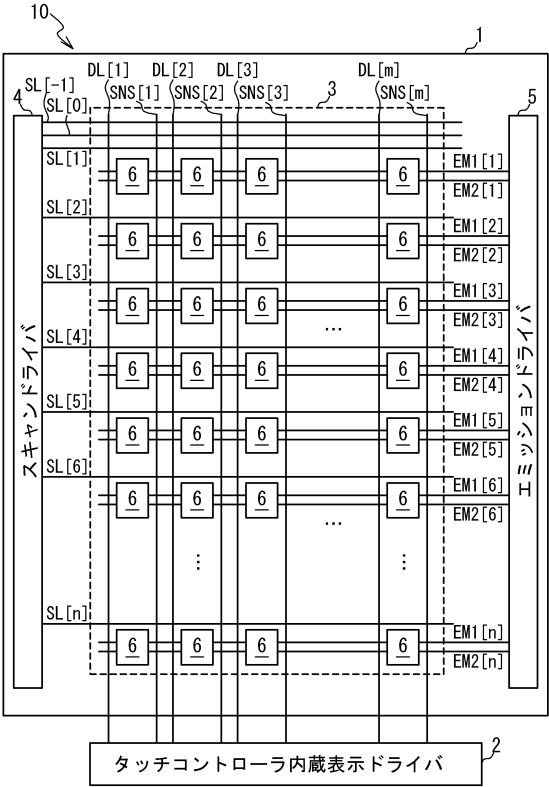 10
1
DL[1] DL[2] DL[3] DL[m]
SL[-1] SNS[1] SNS[2] SNS[3] 3 SNS[m]
4 SL[0] 5
SL[1] EM1[1]
6 6 6 6
EM2[1]
SL[2] EM1[2]
6 6 6 6
EM2[2]
SL[3] EM1[3]
6 6 6 6
EM2[3]
...
SL[4] EM1[4]
6 6 6 6
EM2[4]
SL[5] EM1[5]
6 6 6 6
EM2[5]
SL[6] EM1[6]
6 6 6 6
EM2[6]
...
スキャンドライバ
エミッションドライバ
SL[n] EM1[n]
6 6 6 6
EM2[n]
2
タッチコントローラ内蔵表示ドライバ